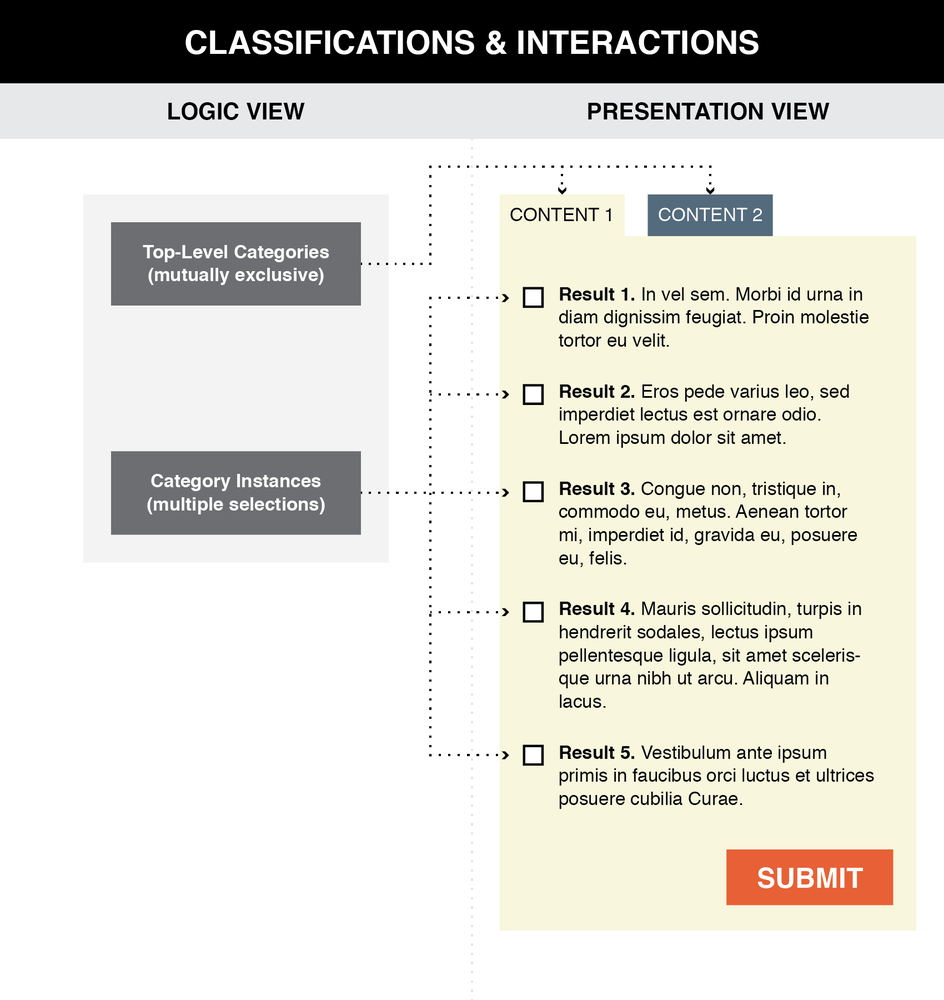 CLASSIFICATIONS & INTERACTIONS
LOGIC VIEW
PRESENTATION VIEW
Top-Level Categories
(mutually exclusive)
Category Instances
(multiple selections)
CONTENT 1
CONTENT 2
Result 1. In vel sem. Morbi id urna in
diam dignissim feugiat. Proin molestie
tortor eu velit.
Result 2. Eros pede varius leo, sed
imperdiet lectus est ornare odio.
Lorem ipsum dolor sit amet.
Result 3. Congue non, tristique in,
commodo eu, metus. Aenean tortor
mi, imperdiet id, gravida eu, posuere
eu, felis.
Result 4. Mauris sollicitudin, turpis in
hendrerit sodales, lectus ipsum
pellentesque ligula, sit amet sceleris-
que urna nibh ut arcu. Aliquam in
lacus.
Result 5. Vestibulum ante ipsum
primis in faucibus orci luctus et ultrices
posuere cubilia Curae.
SUBMIT